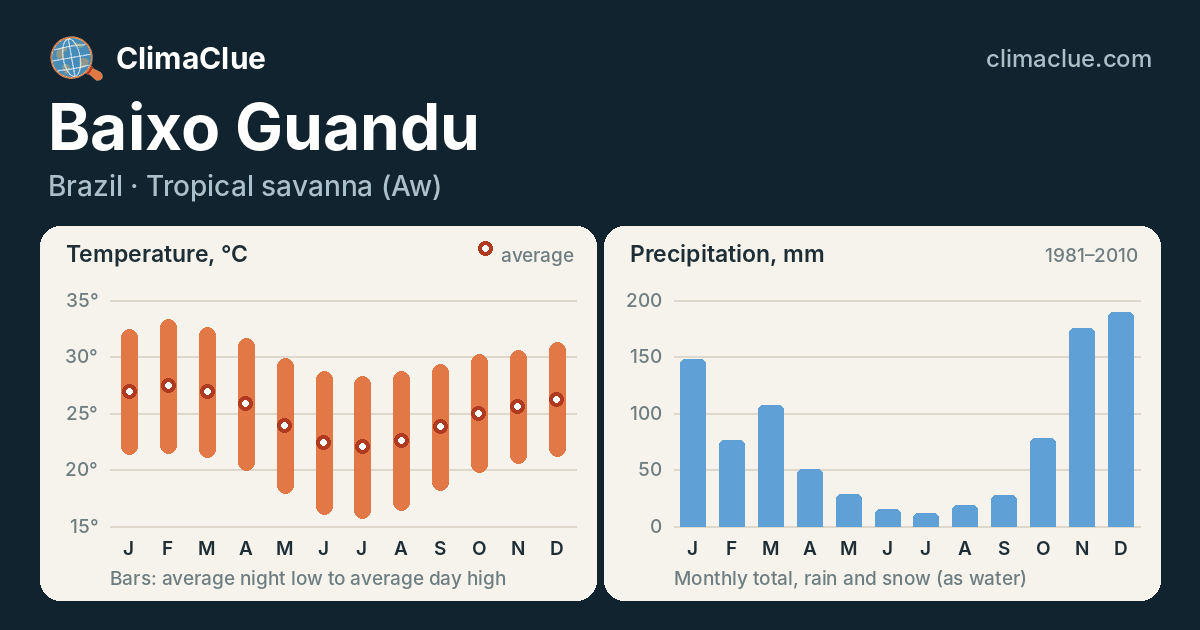 ClimaClue
climaclue.com
Baixo Guandu
Brazil · Tropical savanna (Aw)
Temperature, °C
average
35°
30°
25°
20°
15°
J F M A M J J A S O N D
Bars: average night low to average day high
Precipitation, mm
1981–2010
200
150
100
50
0
J F M A M J J A S O N D
Monthly total, rain and snow (as water)